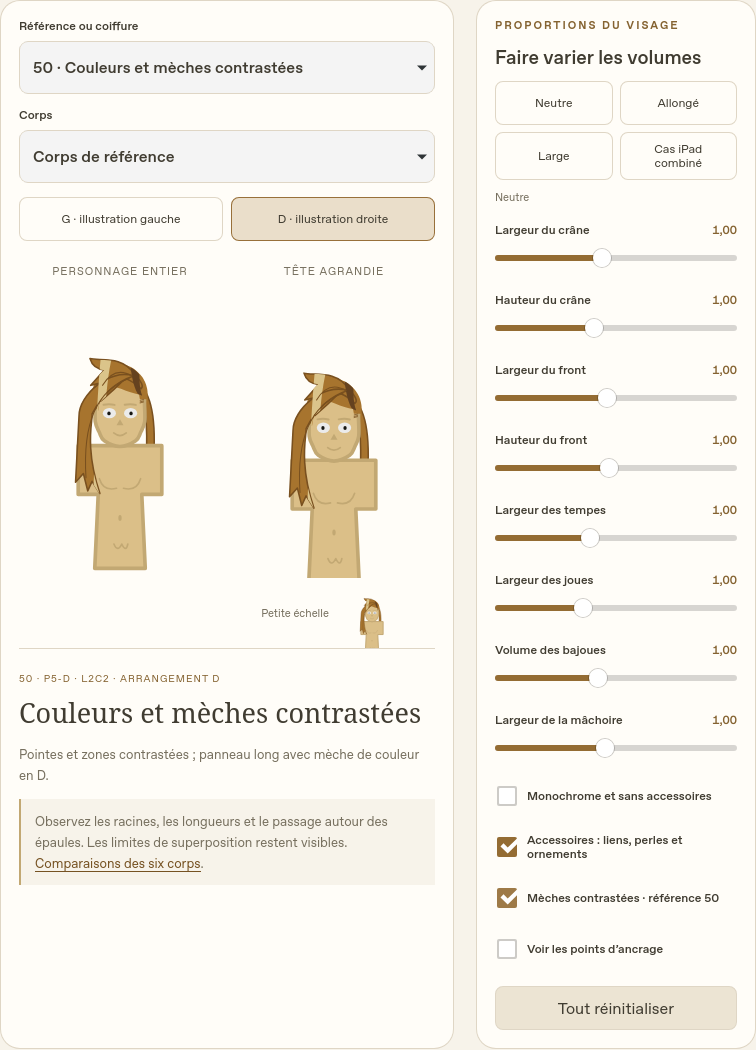 Référence ou coiffure
50 · Couleurs et mèches contrastées
Corps
Corps de référence
G · illustration gauche
D · illustration droite
PERSONNAGE ENTIER
TÊTE AGRANDIE
Petite échelle
50 · P5-D · L2C2 · ARRANGEMENT D
Couleurs et mèches contrastées
Pointes et zones contrastées ; panneau long avec mèche de couleur
en D.
Observez les racines, les longueurs et le passage autour des
épaules. Les limites de superposition restent visibles.
Comparaisons des six corps.
PROPORTIONS DU VISAGE
Faire varier les volumes
Neutre
Allongé
Large
Cas iPad
combiné
Neutre
Largeur du crâne 1,00
Hauteur du crâne 1,00
Largeur du front 1,00
Hauteur du front 1,00
Largeur des tempes 1,00
Largeur des joues 1,00
Volume des bajoues 1,00
Largeur de la mâchoire 1,00
Monochrome et sans accessoires
Accessoires : liens, perles et
ornements
Mèches contrastées · référence 50
Voir les points d’ancrage
Tout réinitialiser